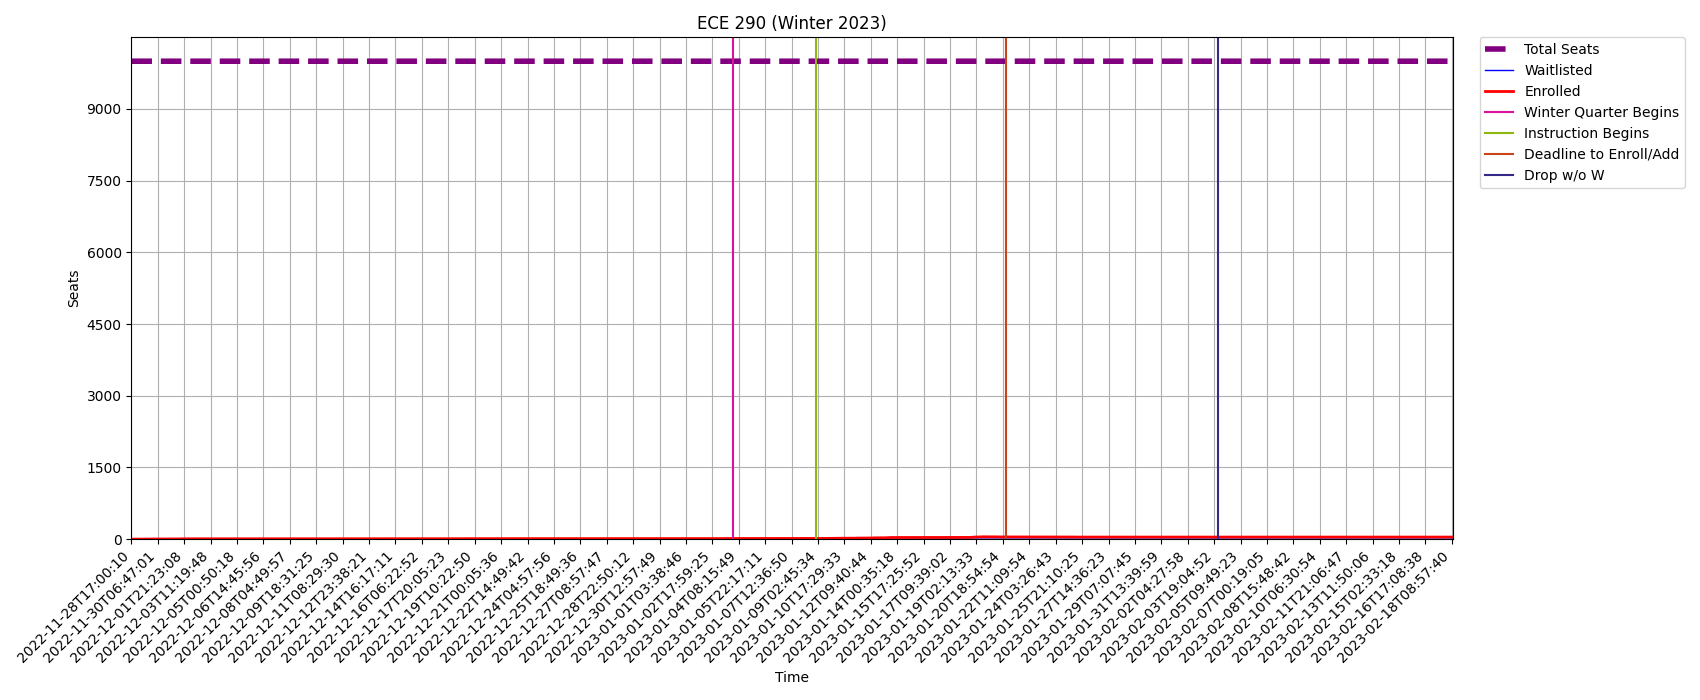 ECE 290 (Winter 2023)
Total Seats
Waitlisted
Enrolled
Winter Quarter Begins
Instruction Begins
Deadline to Enroll/Add
Drop w/o W
Seats
9000
7500
6000
4500
3000
1500
0
2022-11-28T17:00:10
2022-11-30T06:47:01
2022-12-01T21:23:08
2022-12-03T11:19:48
2022-12-05T00:50:18
2022-12-06T14:45:56
2022-12-08T04:49:57
2022-12-09T18:31:25
2022-12-11T08:29:30
2022-12-12T23:38:21
2022-12-14T16:17:11
2022-12-16T06:22:52
2022-12-17T20:05:23
2022-12-19T10:22:50
2022-12-21T00:05:36
2022-12-22T14:49:42
2022-12-24T04:57:56
2022-12-25T18:49:36
2022-12-27T08:57:47
2022-12-28T22:50:12
2022-12-30T12:57:49
2023-01-01T03:38:46
2023-01-02T17:59:25
2023-01-04T08:15:49
2023-01-05T22:17:11
2023-01-07T12:36:50
2023-01-09T02:45:34
2023-01-10T17:29:33
2023-01-12T09:40:44
2023-01-14T00:35:18
2023-01-15T17:25:52
2023-01-17T09:39:02
2023-01-19T02:13:33
2023-01-20T18:54:54
2023-01-22T11:09:54
2023-01-24T03:26:43
2023-01-25T21:10:25
2023-01-27T14:36:23
2023-01-29T07:07:45
2023-01-31T13:39:59
2023-02-02T04:27:58
2023-02-03T19:04:52
2023-02-05T09:49:23
2023-02-07T00:19:05
2023-02-08T15:48:42
2023-02-10T06:30:54
2023-02-11T21:06:47
2023-02-13T11:50:06
2023-02-15T02:33:18
2023-02-16T17:08:38
2023-02-18T08:57:40
Time